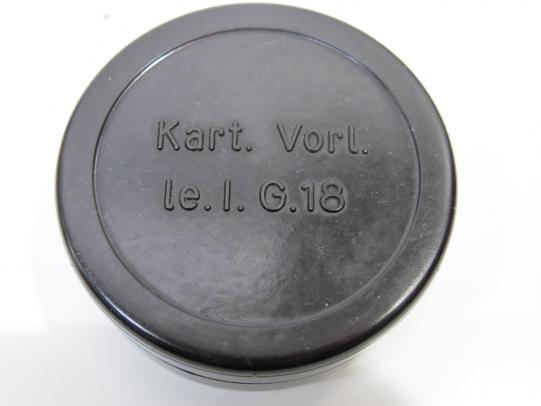 Kart. Vorl.
le. I. G.18